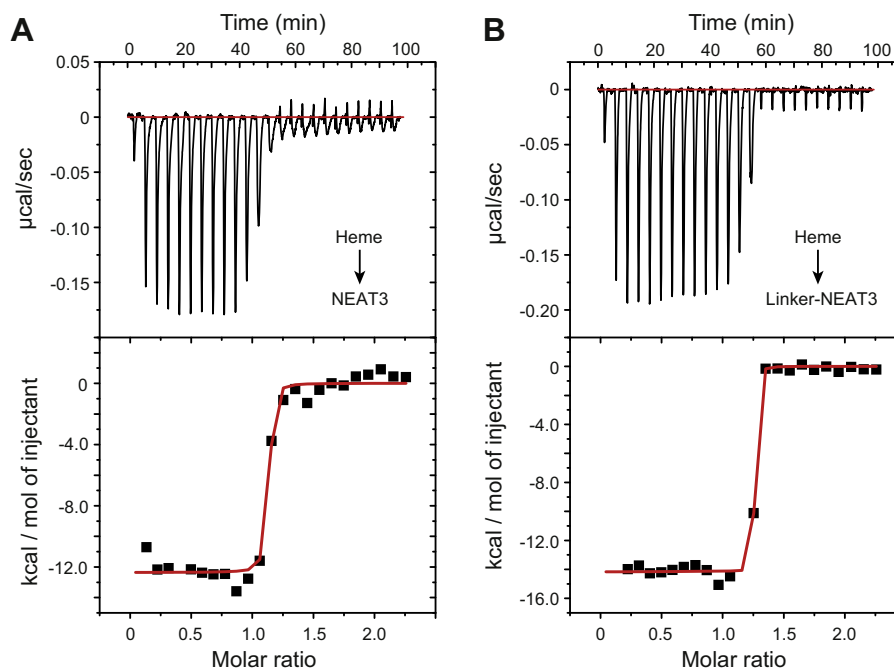 A
Time (min)
0 20 40 60 80 100
0.05
0
-0.05
-0.10
-0.15
µcal/sec
Heme
NEAT3
0
-4.0
-8.0
-12.0
kcal / mol of injectant
0 0.5 1.0 1.5 2.0
Molar ratio
B
Time (min)
0 20 40 60 80 100
0
-0.05
-0.10
-0.15
-0.20
µcal/sec
Heme
Linker-NEAT3
0
-4.0
-8.0
-12.0
-14.0
-16.0
kcal / mol of injectant
0 0.5 1.0 1.5 2.0
Molar ratio